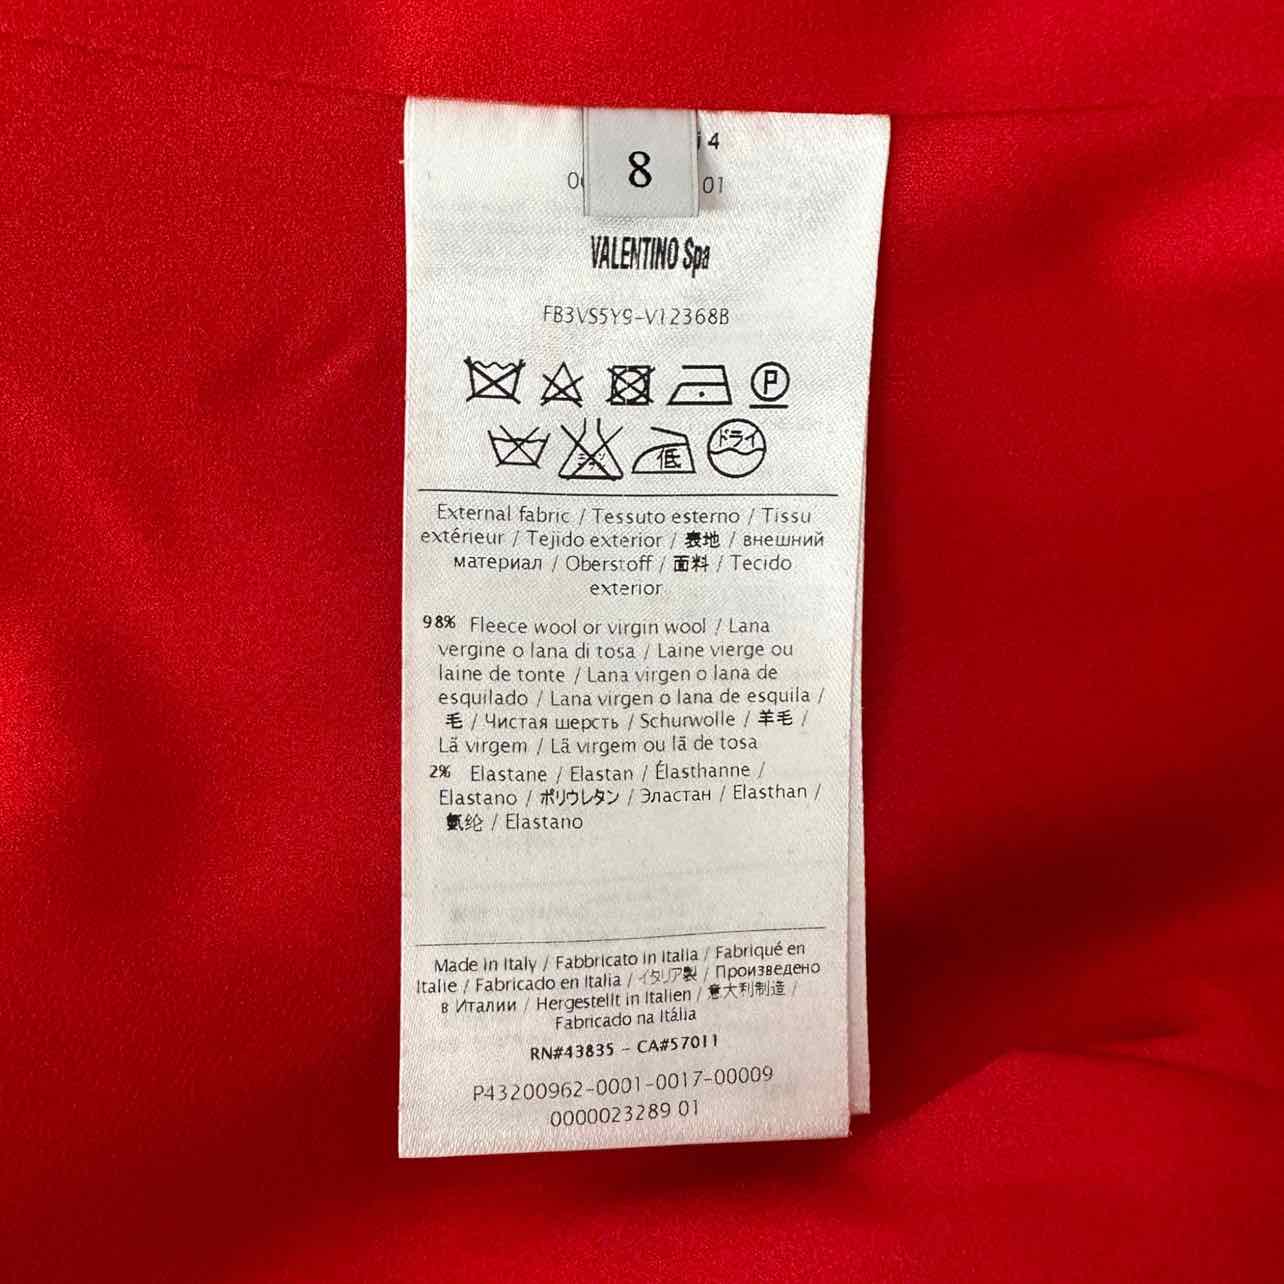 8
4
01
VALENTINO Spa
FB3VS5Y9-V12368B
P
ドライ
低
External fabric / Tessuto esterno / Tissu
extérieur / Tejido exterior / 表地 / внешний
материал / Oberstoff / 面料 / Tecido
exterior
98% Fleece wool or virgin wool / Lana
vergine o lana di tosa / Laine vierge ou
laine de tonte / Lana virgen o lana de
esquilado / Lana virgen o lana de esquila /
毛 / Чистая шерсть / Schurwolle / 羊毛 /
Lã virgem / Lã virgem ou lã de tosa
2% Elastane / Elastan / Élasthanne /
Elastano / ポリウレタン / Эластан / Elasthan /
氨纶 / Elastano
Made in Italy / Fabbricato in Italia / Fabriqué en
Italie / Fabricado en Italia / イタリア製 / Произведено
в Италии / Hergestellt in Italien / 意大利制造 /
Fabricado na Itália
RN#43835 - CA#57011
P43200962-0001-0017-00009
0000023289 01